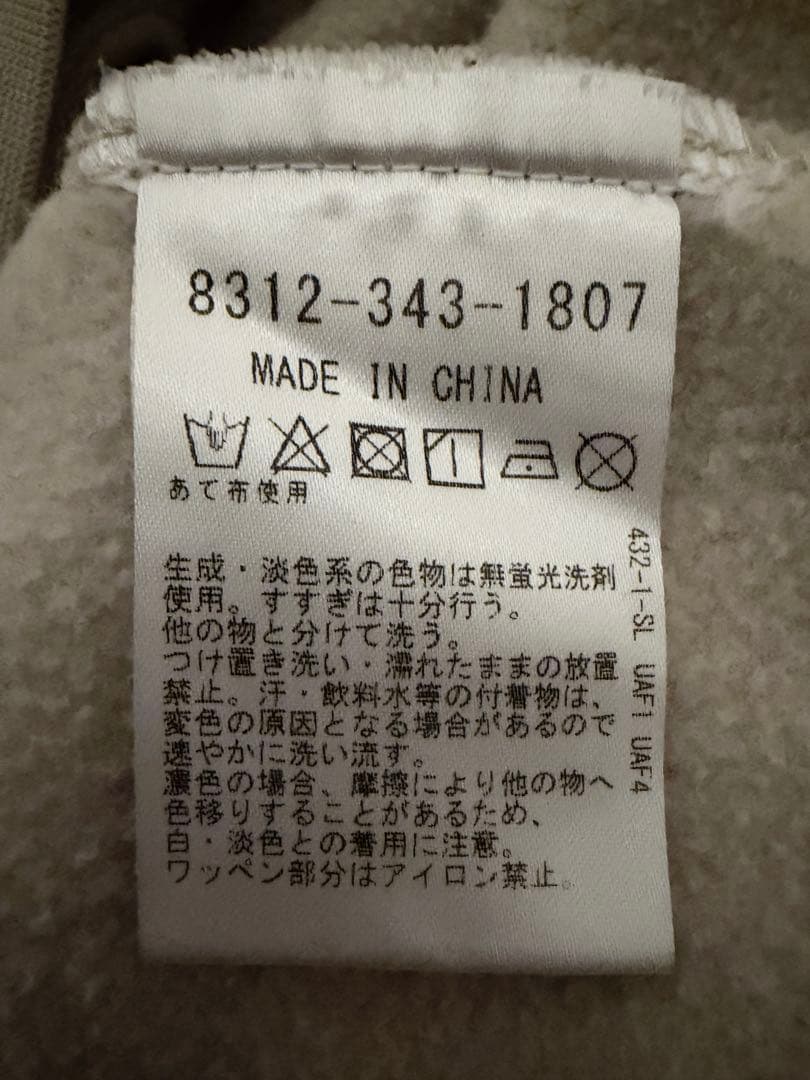 8312-343-1807
MADE IN CHINA
あて布使用
生成・淡色系の色物は無蛍光洗剤
使用。すすぎは十分行う。
他の物と分けて洗う。
つけ置き洗い・濡れたままの放置
禁止。汗・飲料水等の付着物は、
変色の原因となる場合があるので
速やかに洗い流す。
濃色の場合、摩擦により他の物へ
色移りすることがあるため、
白・淡色との着用に注意。
ワッペン部分はアイロン禁止。
432-1-SL UAF1 UAF4